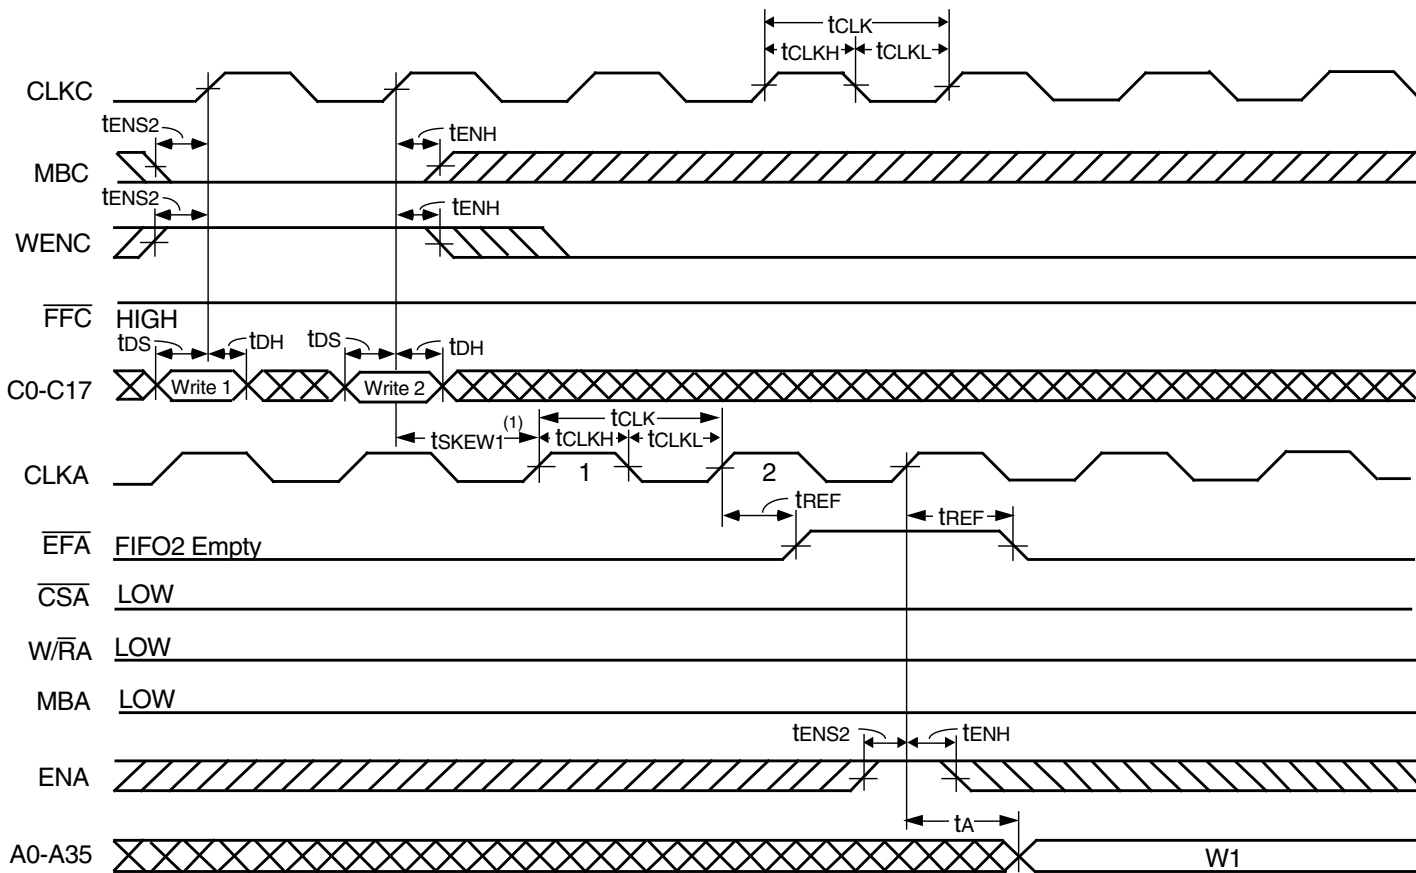 tCLK
tCLKH tCLKL
CLKC
tENS2 tENH
MBC
tENS2 tENH
WENC
FFC HIGH
tDS tDH tDS tDH
C0-C17 Write 1 Write 2
tCLK
tSKEW1(1) tCLKH tCLKL
CLKA 1 2
tREF tREF
EFA FIFO2 Empty
CSA LOW
W/RA LOW
MBA LOW
tENS2 tENH
ENA
tA
A0-A35 W1